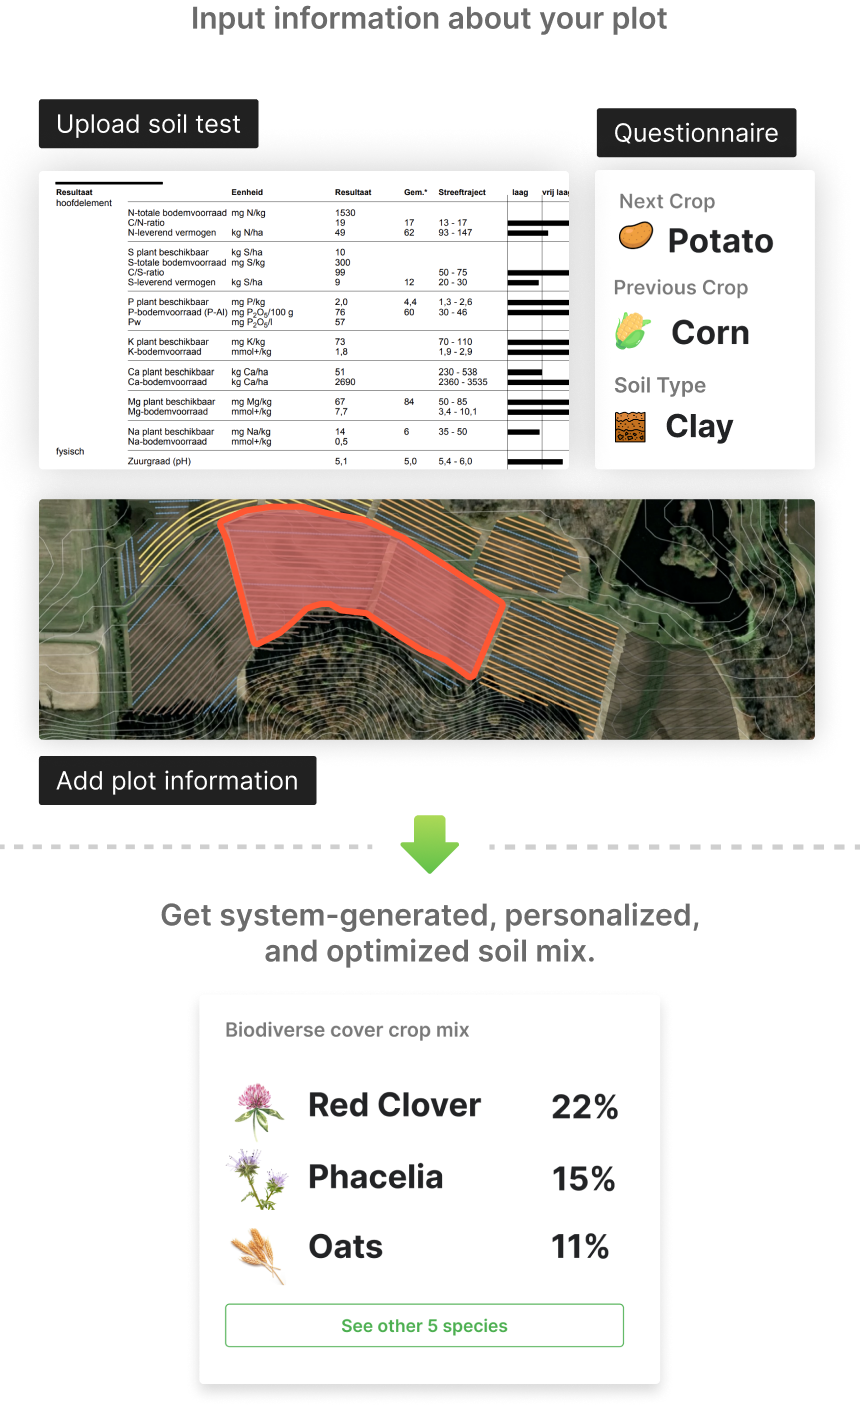 Input information about your plot
Upload soil test
Questionnaire
Resultaat Eenheid Resultaat Gem.* Streeftraject laag vrij laag
hoofdelement
N-totale bodemvoorraad mg N/kg 1530
C/N-ratio 19 17 13 - 17
N-leverend vermogen kg N/ha 49 62 93 - 147
S plant beschikbaar kg S/ha 10
S-totale bodemvoorraad mg S/kg 300
C/S-ratio 99 50 - 75
S-leverend vermogen kg S/ha 9 12 20 - 30
P plant beschikbaar mg P/kg 2,0 4,4 1,3 - 2,6
P-bodemvoorraad (P-Al) mg P₂O₅/100 g 76 60 30 - 46
Pw mg P₂O₅/l 57
K plant beschikbaar mg K/kg 73 70 - 110
K-bodemvoorraad mmol+/kg 1,8 1,9 - 2,9
Ca plant beschikbaar kg Ca/ha 51 230 - 538
Ca-bodemvoorraad kg Ca/ha 2690 2360 - 3535
Mg plant beschikbaar mg Mg/kg 67 84 50 - 85
Mg-bodemvoorraad mmol+/kg 7,7 3,4 - 10,1
Na plant beschikbaar mg Na/kg 14 6 35 - 50
Na-bodemvoorraad mmol+/kg 0,5
fysisch
Zuurgraad (pH) 5,1 5,0 5,4 - 6,0
Next Crop
Potato
Previous Crop
Corn
Soil Type
Clay
Add plot information
Get system-generated, personalized,
and optimized soil mix.
Biodiverse cover crop mix
Red Clover 22%
Phacelia 15%
Oats 11%
See other 5 species